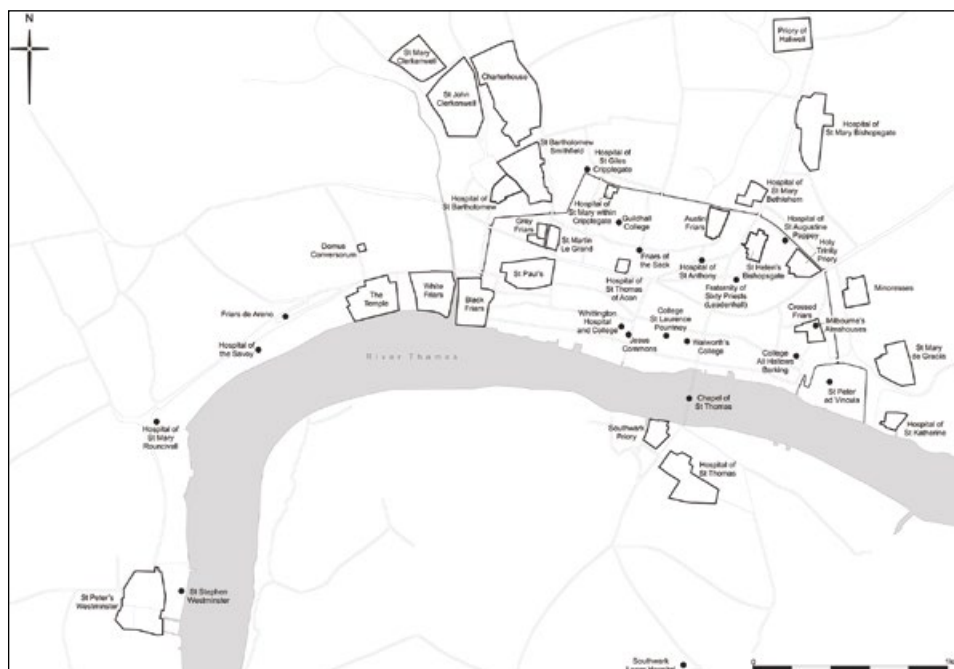 N
Priory of
Haliwell
St Mary
Clerkenwell
Charterhouse
St John
Clerkenwell
Hospital of
St Mary Bishopsgate
St Bartholomew
Smithfield
Hospital of
St Giles
Cripplegate
Hospital of
St Bartholomew
Hospital of
St Mary within
Cripplegate
Hospital of
St Mary
Bethlehem
Guildhall
College
Austin
Friars
Hospital of
St Augustine
Pappey
Grey
Friars
St Martin
Le Grand
Domus
Conversorum
Friars of
the Sack
Holy
Trinity
Priory
St Paul's
Hospital of
St Thomas
of Acon
Hospital of
St Anthony
St Helen's
Bishopsgate
Fraternity of
Sixty Priests
(Leadenhall)
Minoresses
The
Temple
White
Friars
Black
Friars
Friars de Areno
Whittington
Hospital
and College
College
St Laurence
Pountney
Crossed
Friars
Milbourne's
Almshouses
Jesus
Commons
Walworth's
College
Hospital of
the Savoy
River Thames
College
All Hallows
Barking
St Mary
de Graciis
St Peter
ad Vincula
Chapel of
St Thomas
Hospital of
St Mary
Rouncivall
Hospital of
St Katherine
Southwark
Priory
Hospital of
St Thomas
St Peter's
Westminster
St Stephen
Westminster
Southwark
0